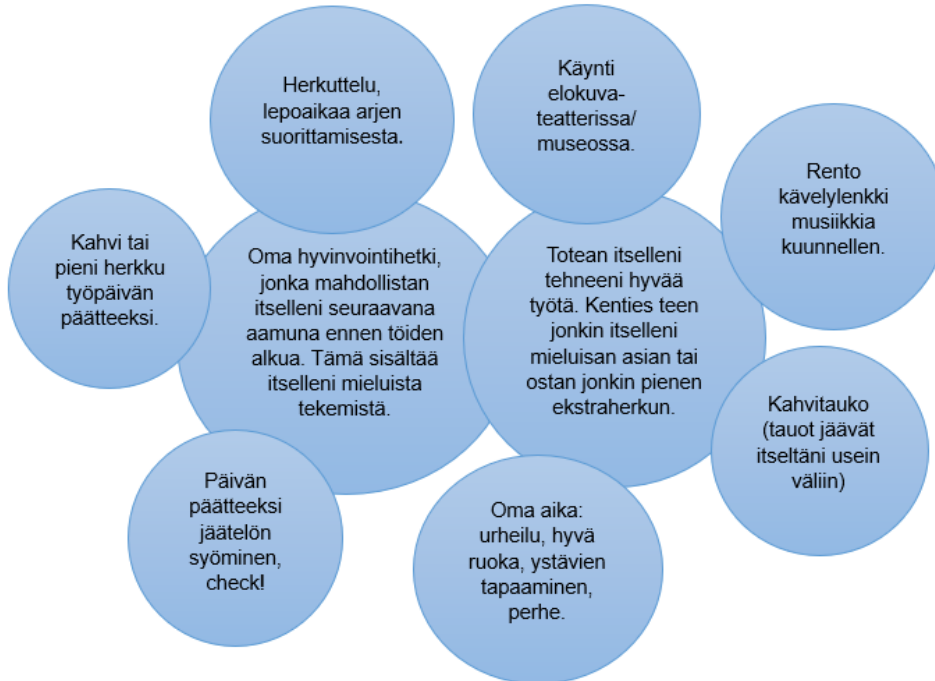 Herkuttelu,
lepoaikaa arjen
suorittamisesta.
Käynti
elokuva-
teatterissa/
museossa.
Rento
kävelylenkki
musiikkia
kuunnellen.
Kahvi tai
pieni herkku
työpäivän
päätteeksi.
Oma hyvinvointihetki,
jonka mahdollistan
itselleni seuraavana
aamuna ennen töiden
alkua. Tämä sisältää
itselleni mieluista
tekemistä.
Totean itselleni
tehneeni hyvää
työtä. Kenties teen
jonkin itselleni
mieluisan asian tai
ostan jonkin pienen
ekstraherkun.
Kahvitauko
(tauot jäävät
itseltäni usein
väliin)
Päivän
päätteeksi
jäätelön
syöminen,
check!
Oma aika:
urheilu, hyvä
ruoka, ystävien
tapaaminen,
perhe.